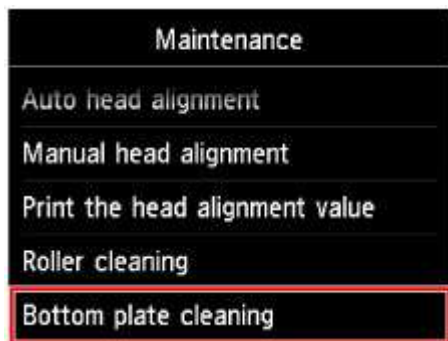 Maintenance
Auto head alignment
Manual head alignment
Print the head alignment value
Roller cleaning
Bottom plate cleaning